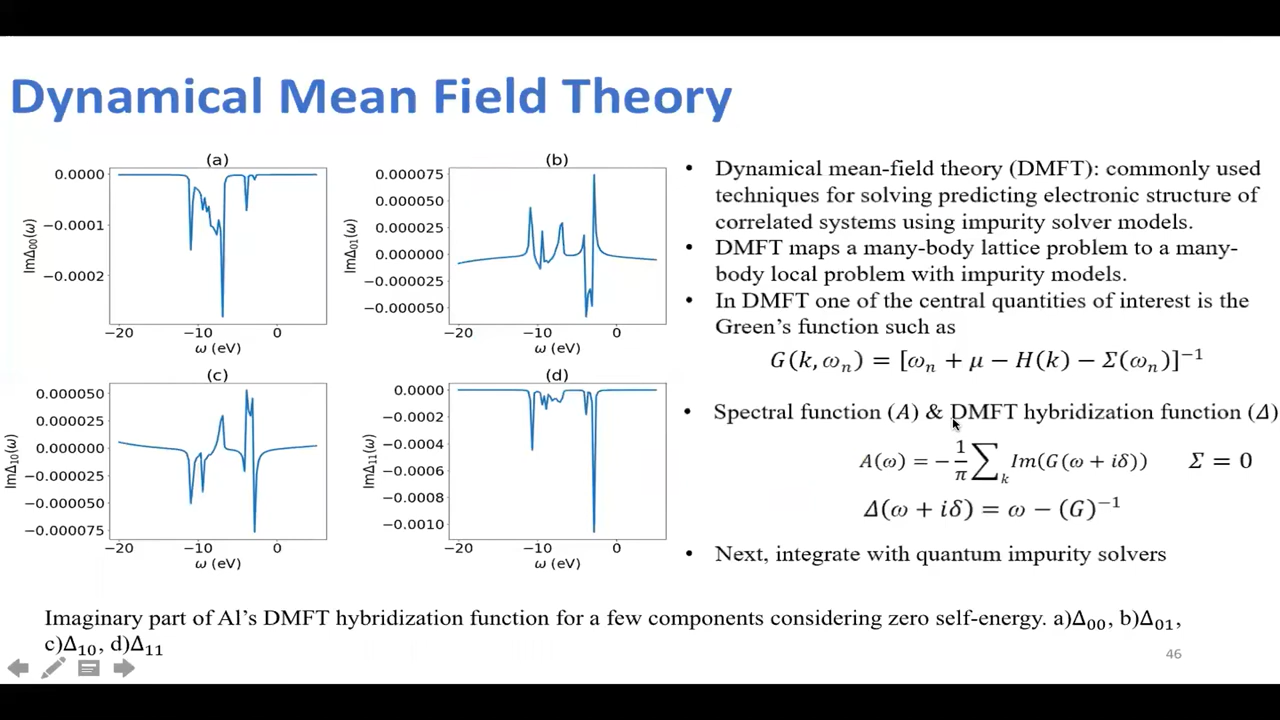 Dynamical Mean Field Theory
(a)
0.0000
−0.0001
−0.0002
ImΔ₀₀(ω)
−20 −10 0
ω (eV)
(b)
0.000075
0.000050
0.000025
0.000000
−0.000025
−0.000050
ImΔ₀₁(ω)
−20 −10 0
ω (eV)
(c)
0.000050
0.000025
0.000000
−0.000025
−0.000050
−0.000075
ImΔ₁₀(ω)
−20 −10 0
ω (eV)
(d)
0.0000
−0.0002
−0.0004
−0.0006
−0.0008
−0.0010
ImΔ₁₁(ω)
−20 −10 0
ω (eV)
• Dynamical mean-field theory (DMFT): commonly used
techniques for solving predicting electronic structure of
correlated systems using impurity solver models.
• DMFT maps a many-body lattice problem to a many-
body local problem with impurity models.
• In DMFT one of the central quantities of interest is the
Green's function such as
G(k, ωₙ) = [ωₙ + μ − H(k) − Σ(ωₙ)]⁻¹
• Spectral function (A) & DMFT hybridization function (Δ)
A(ω) = −1/π ∑ₖ Im(G(ω + iδ)) Σ = 0
Δ(ω + iδ) = ω − (G)⁻¹
• Next, integrate with quantum impurity solvers
Imaginary part of Al's DMFT hybridization function for a few components considering zero self-energy. a)Δ₀₀, b)Δ₀₁,
c)Δ₁₀, d)Δ₁₁
46